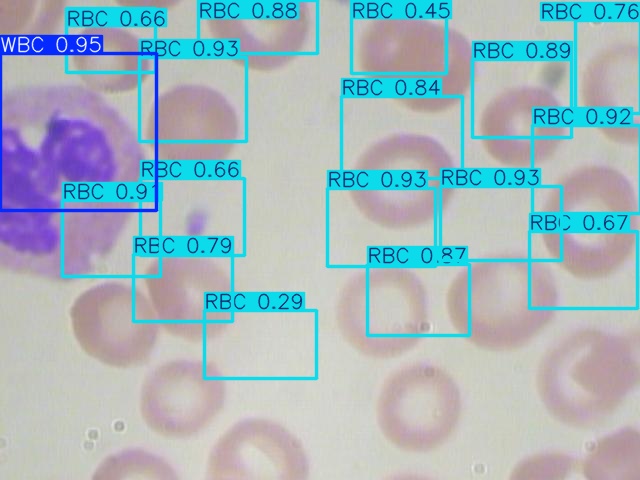 RBC 0.66
RBC 0.88
RBC 0.45
RBC 0.76
WBC 0.95
RBC 0.93
RBC 0.89
RBC 0.84
RBC 0.92
RBC 0.66
RBC 0.91
RBC 0.93
RBC 0.93
RBC 0.67
RBC 0.79
RBC 0.87
RBC 0.29